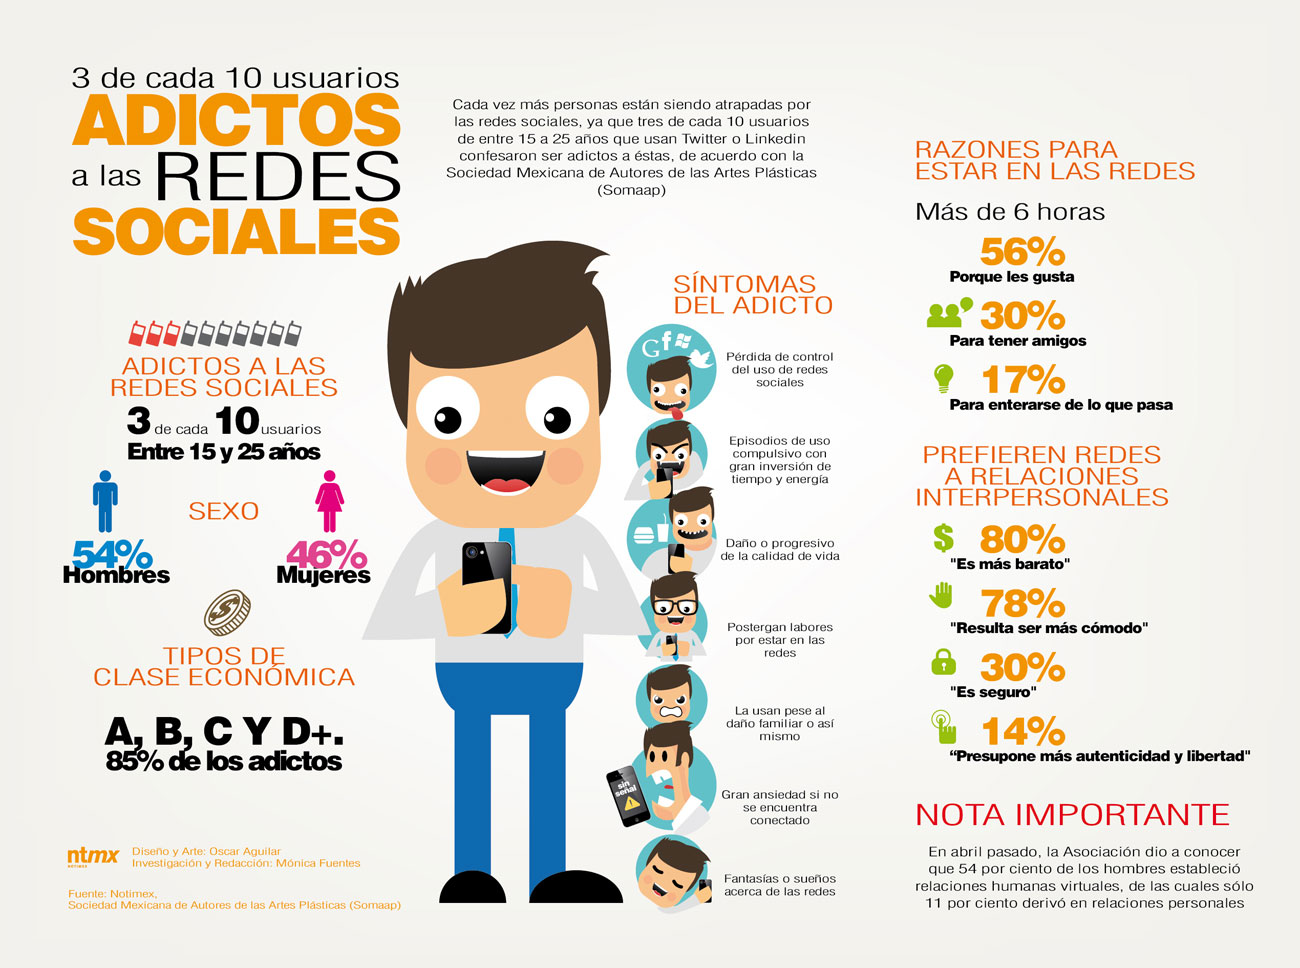 3 de cada 10 usuarios
ADICTOS
a las REDES
SOCIALES
Cada vez más personas están siendo atrapadas por
las redes sociales, ya que tres de cada 10 usuarios
de entre 15 a 25 años que usan Twitter o Linkedin
confesaron ser adictos a éstas, de acuerdo con la
Sociedad Mexicana de Autores de las Artes Plásticas
(Somaap)
ADICTOS A LAS
REDES SOCIALES
3 de cada 10 usuarios
Entre 15 y 25 años
SEXO
54%
Hombres
46%
Mujeres
TIPOS DE
CLASE ECONÓMICA
A, B, C Y D+.
85% de los adictos
ntmx
NOTIMEX
Diseño y Arte: Oscar Aguilar
Investigación y Redacción: Mónica Fuentes
Fuente: Notimex,
Sociedad Mexicana de Autores de las Artes Plásticas (Somaap)
SÍNTOMAS
DEL ADICTO
G f
Pérdida de control
del uso de redes
sociales
Episodios de uso
compulsivo con
gran inversión de
tiempo y energía
Daño o progresivo
de la calidad de vida
Postergan labores
por estar en las
redes
La usan pese al
daño familiar o así
mismo
sin
señal
Gran ansiedad si no
se encuentra
conectado
Fantasías o sueños
acerca de las redes
RAZONES PARA
ESTAR EN LAS REDES
Más de 6 horas
56%
Porque les gusta
30%
Para tener amigos
17%
Para enterarse de lo que pasa
PREFIEREN REDES
A RELACIONES
INTERPERSONALES
$ 80%
"Es más barato"
78%
"Resulta ser más cómodo"
30%
"Es seguro"
14%
“Presupone más autenticidad y libertad"
NOTA IMPORTANTE
En abril pasado, la Asociación dio a conocer
que 54 por ciento de los hombres estableció
relaciones humanas virtuales, de las cuales sólo
11 por ciento derivó en relaciones personales